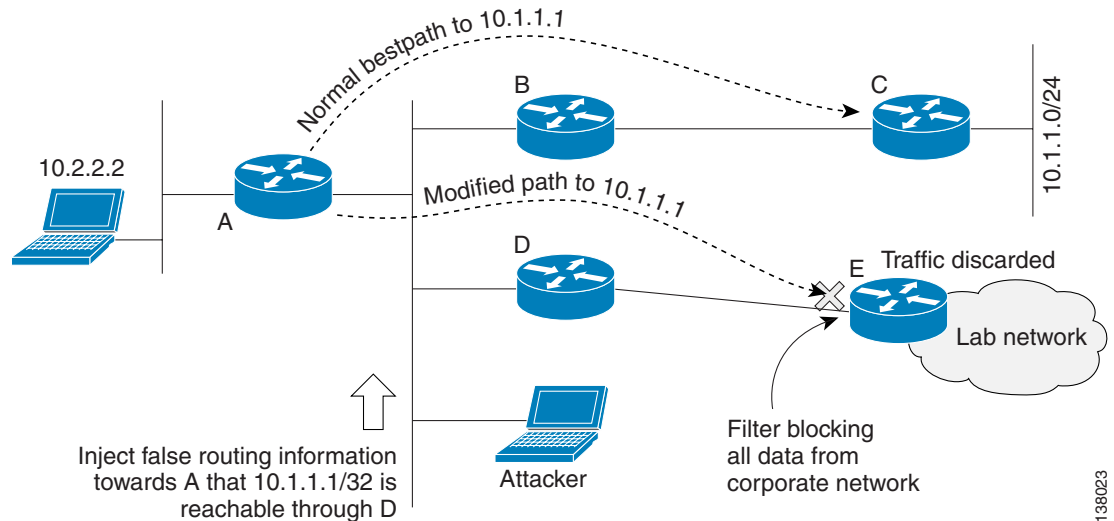 Normal bestpath to 10.1.1.1
B
C
10.2.2.2
10.1.1.0/24
A
Modified path to 10.1.1.1
D
E
Traffic discarded
Lab network
Inject false routing information
towards A that 10.1.1.1/32 is
reachable through D
Attacker
Filter blocking
all data from
corporate network
138023